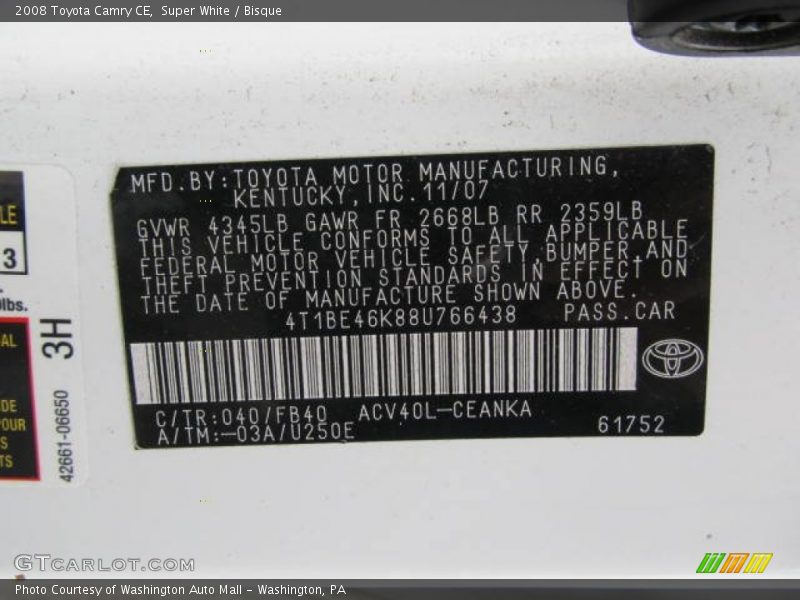 2008 Toyota Camry CE, Super White / Bisque
MFD.BY:TOYOTA MOTOR MANUFACTURING,
KENTUCKY,INC.11/07
GVWR 4345LB GAWR FR 2668LB RR 2359LB
THIS VEHICLE CONFORMS TO ALL APPLICABLE
FEDERAL MOTOR VEHICLE SAFETY,BUMPER,AND
THEFT PREVENTION STANDARDS IN EFFECT ON
THE DATE OF MANUFACTURE SHOWN ABOVE.
4T1BE46K88U766438 PASS.CAR
C/TR:040/FB40 ACV40L-CEANKA
A/TM:-03A/U250E
61752
LE
3
lbs.
AL
DE
POUR
S
TS
3H
42661-06650
GTCARLOT.COM
Photo Courtesy of Washington Auto Mall - Washington, PA